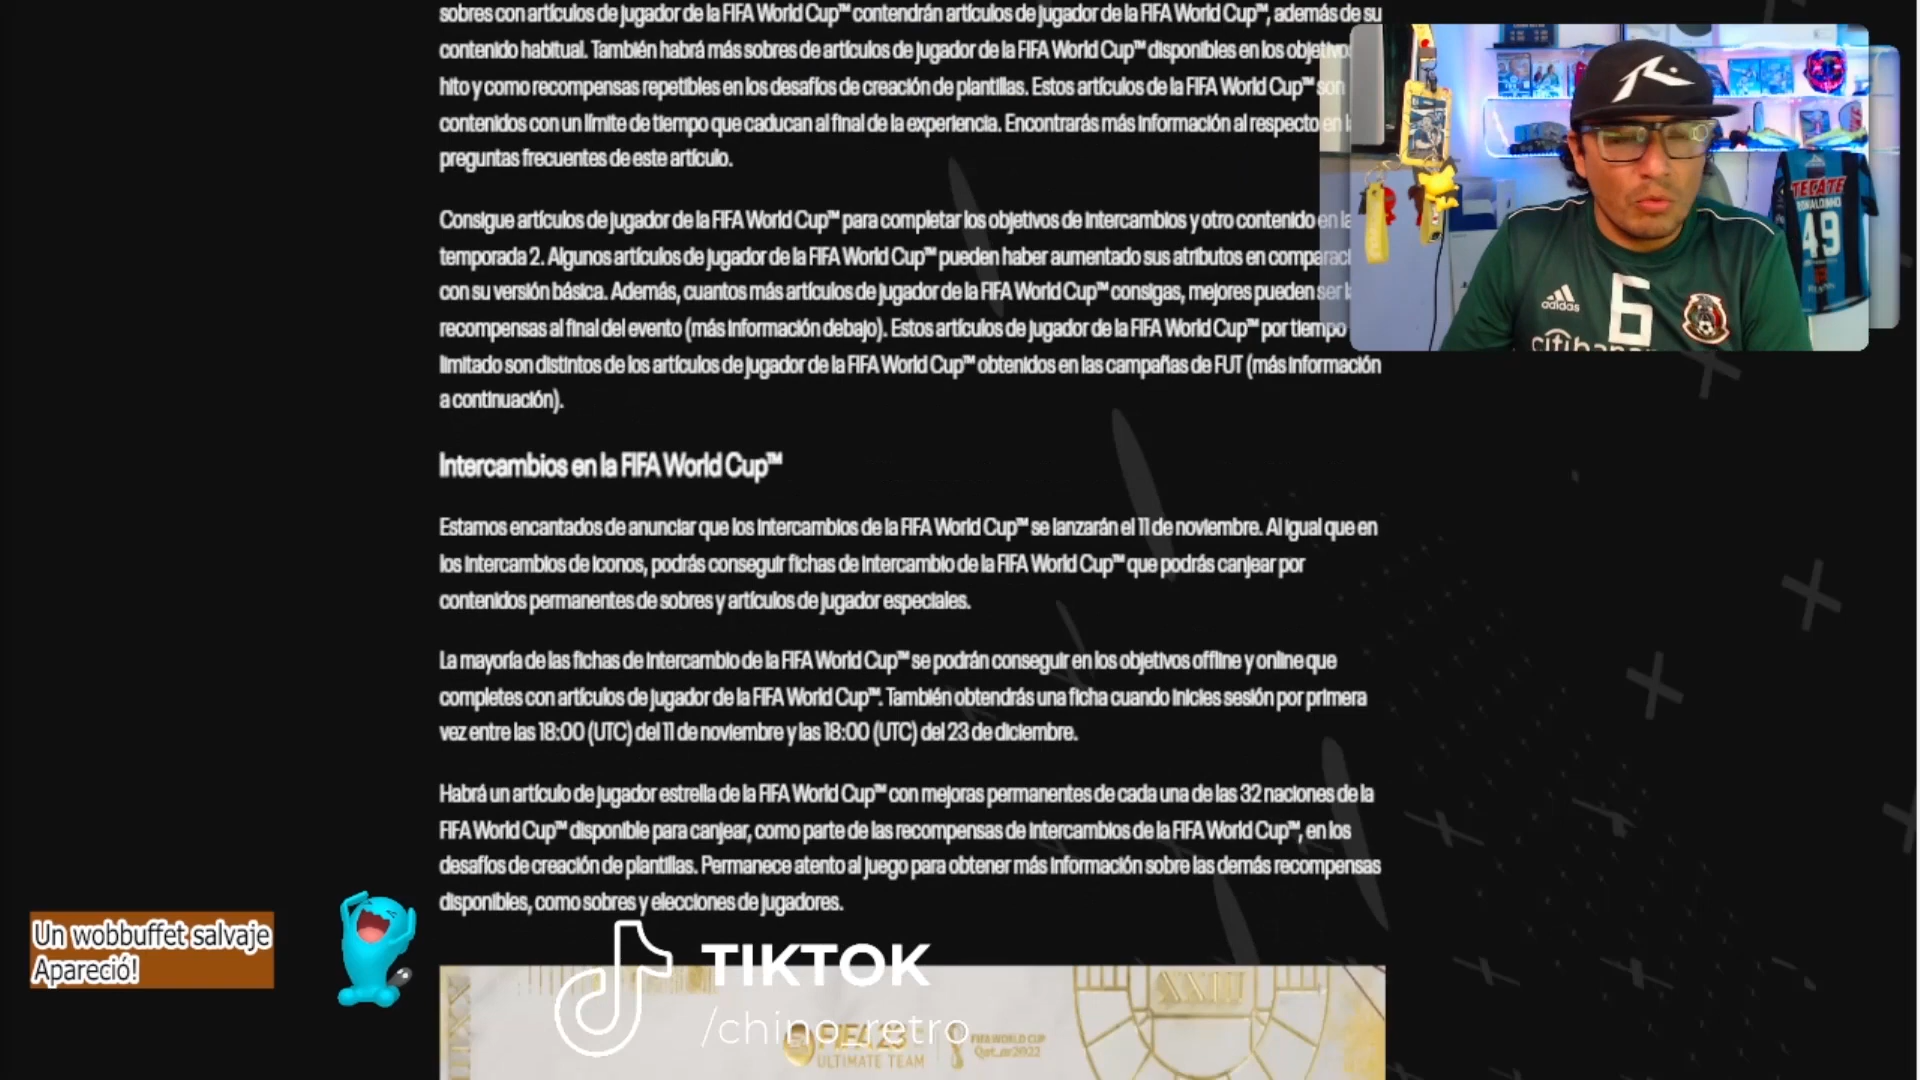 sobres con artículos de jugador de la FIFA World Cup™ contendrán artículos de jugador de la FIFA World Cup™, además de su
contenido habitual. También habrá más sobres de artículos de jugador de la FIFA World Cup™ disponibles en los objetivo
hito y como recompensas repetibles en los desafíos de creación de plantillas. Estos artículos de la FIFA World Cup™ son
contenidos con un límite de tiempo que caducan al final de la experiencia. Encontrarás más información al respecto en l
preguntas frecuentes de este artículo.
Consigue artículos de jugador de la FIFA World Cup™ para completar los objetivos de intercambios y otro contenido en la
temporada 2. Algunos artículos de jugador de la FIFA World Cup™ pueden haber aumentado sus atributos en comparac
con su versión básica. Además, cuantos más artículos de jugador de la FIFA World Cup™ consigas, mejores pueden ser l
recompensas al final del evento (más información debajo). Estos artículos de jugador de la FIFA World Cup™ por tiempo
limitado son distintos de los artículos de jugador de la FIFA World Cup™ obtenidos en las campañas de FUT (más información
a continuación).
Intercambios en la FIFA World Cup™
Estamos encantados de anunciar que los intercambios de la FIFA World Cup™ se lanzarán el 11 de noviembre. Al igual que en
los intercambios de iconos, podrás conseguir fichas de intercambio de la FIFA World Cup™ que podrás canjear por
contenidos permanentes de sobres y artículos de jugador especiales.
La mayoría de las fichas de intercambio de la FIFA World Cup™ se podrán conseguir en los objetivos offline y online que
completes con artículos de jugador de la FIFA World Cup™. También obtendrás una ficha cuando inicies sesión por primera
vez entre las 18:00 (UTC) del 11 de noviembre y las 18:00 (UTC) del 23 de diciembre.
Habrá un artículo de jugador estrella de la FIFA World Cup™ con mejoras permanentes de cada una de las 32 naciones de la
FIFA World Cup™ disponible para canjear, como parte de las recompensas de intercambios de la FIFA World Cup™, en los
desafíos de creación de plantillas. Permanece atento al juego para obtener más información sobre las demás recompensas
disponibles, como sobres y elecciones de jugadores.
TECATE
RONALDINHO
49
adidas
6
citibanamex
Un wobbuffet salvaje
Apareció!
TIKTOK
/chino_retro
XXII
FIFA 23
ULTIMATE TEAM
FIFA WORLD CUP
Qatar2022